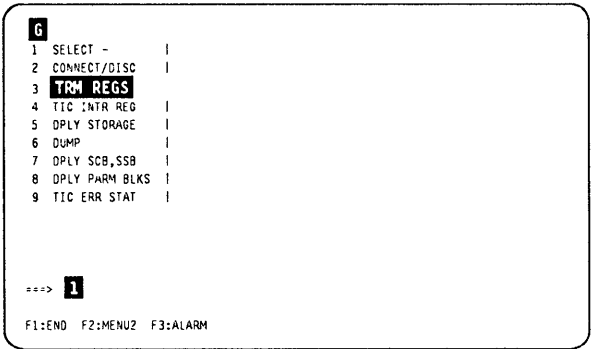 G
1 SELECT - |
2 CONNECT/DISC |
3 TRM REGS
4 TIC INTR REG |
5 DPLY STORAGE |
6 DUMP |
7 DPLY SCB,SSB |
8 DPLY PARM BLKS |
9 TIC ERR STAT |
===> 1
F1:END F2:MENU2 F3:ALARM